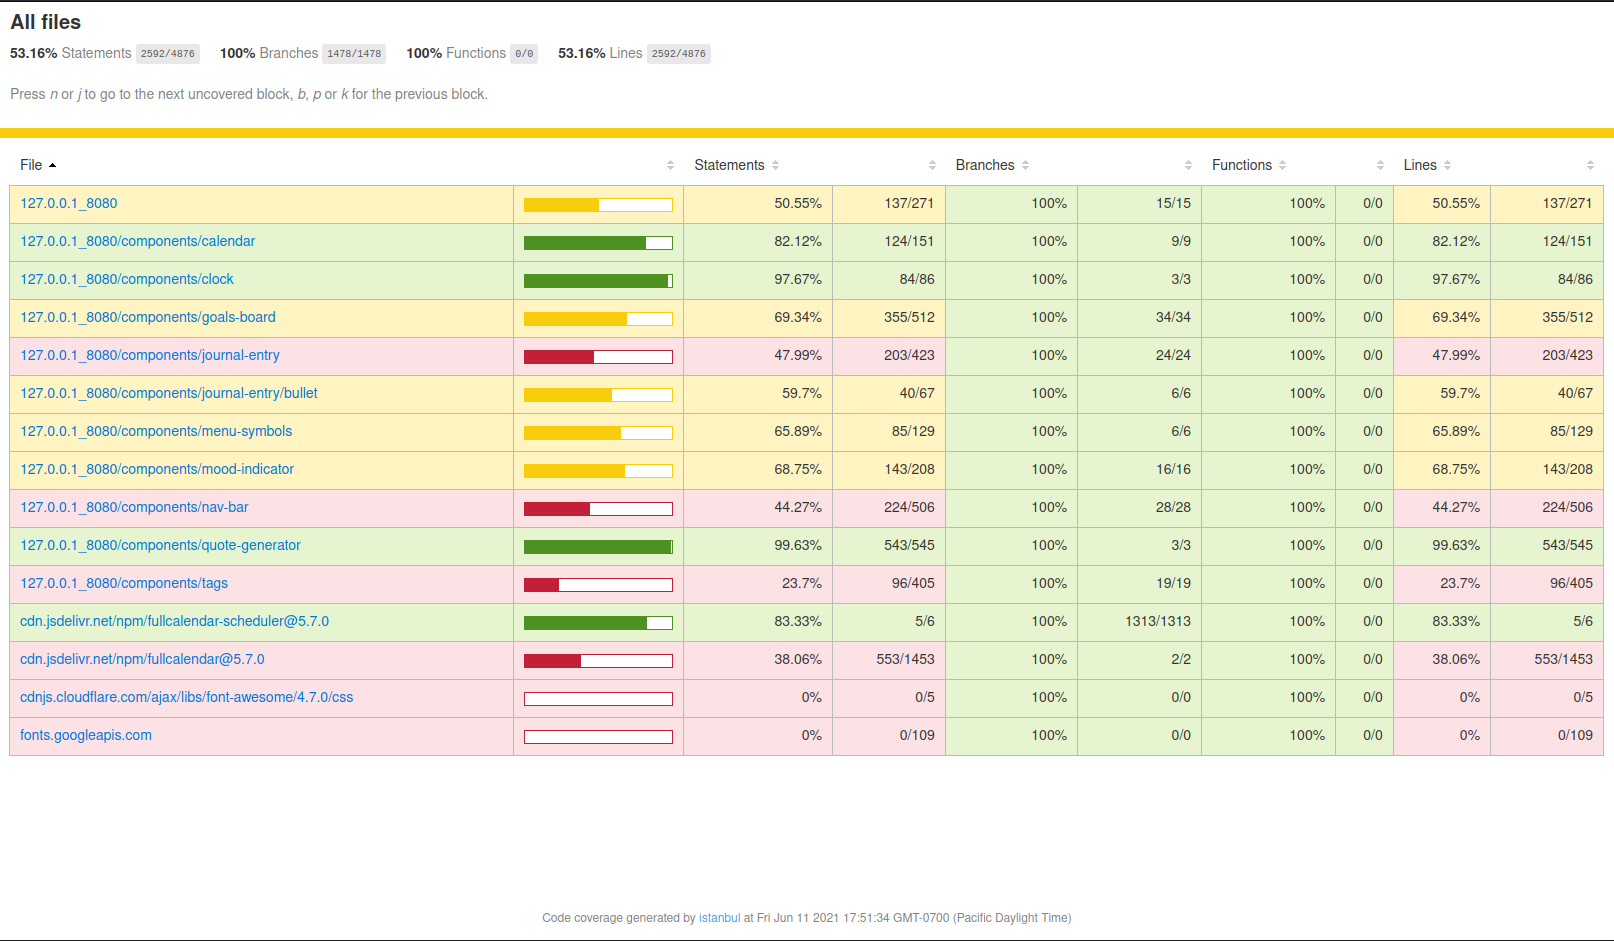 All files
53.16% Statements 2592/4876 100% Branches 1478/1478 100% Functions 0/0 53.16% Lines 2592/4876
Press n or j to go to the next uncovered block, b, p or k for the previous block.
File Statements Branches Functions Lines
127.0.0.1_8080 50.55% 137/271 100% 15/15 100% 0/0 50.55% 137/271
127.0.0.1_8080/components/calendar 82.12% 124/151 100% 9/9 100% 0/0 82.12% 124/151
127.0.0.1_8080/components/clock 97.67% 84/86 100% 3/3 100% 0/0 97.67% 84/86
127.0.0.1_8080/components/goals-board 69.34% 355/512 100% 34/34 100% 0/0 69.34% 355/512
127.0.0.1_8080/components/journal-entry 47.99% 203/423 100% 24/24 100% 0/0 47.99% 203/423
127.0.0.1_8080/components/journal-entry/bullet 59.7% 40/67 100% 6/6 100% 0/0 59.7% 40/67
127.0.0.1_8080/components/menu-symbols 65.89% 85/129 100% 6/6 100% 0/0 65.89% 85/129
127.0.0.1_8080/components/mood-indicator 68.75% 143/208 100% 16/16 100% 0/0 68.75% 143/208
127.0.0.1_8080/components/nav-bar 44.27% 224/506 100% 28/28 100% 0/0 44.27% 224/506
127.0.0.1_8080/components/quote-generator 99.63% 543/545 100% 3/3 100% 0/0 99.63% 543/545
127.0.0.1_8080/components/tags 23.7% 96/405 100% 19/19 100% 0/0 23.7% 96/405
cdn.jsdelivr.net/npm/fullcalendar-scheduler@5.7.0 83.33% 5/6 100% 1313/1313 100% 0/0 83.33% 5/6
cdn.jsdelivr.net/npm/fullcalendar@5.7.0 38.06% 553/1453 100% 2/2 100% 0/0 38.06% 553/1453
cdnjs.cloudflare.com/ajax/libs/font-awesome/4.7.0/css 0% 0/5 100% 0/0 100% 0/0 0% 0/5
fonts.googleapis.com 0% 0/109 100% 0/0 100% 0/0 0% 0/109
Code coverage generated by istanbul at Fri Jun 11 2021 17:51:34 GMT-0700 (Pacific Daylight Time)